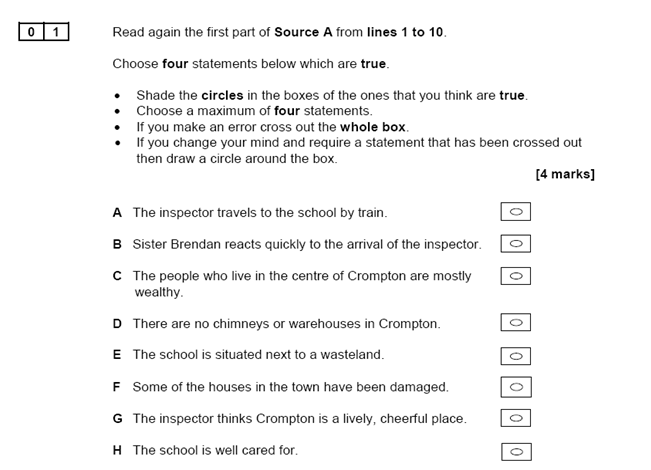 0 1
Read again the first part of Source A from lines 1 to 10.
Choose four statements below which are true.
• Shade the circles in the boxes of the ones that you think are true.
• Choose a maximum of four statements.
• If you make an error cross out the whole box.
• If you change your mind and require a statement that has been crossed out
then draw a circle around the box.
[4 marks]
A The inspector travels to the school by train.
B Sister Brendan reacts quickly to the arrival of the inspector.
C The people who live in the centre of Crompton are mostly
wealthy.
D There are no chimneys or warehouses in Crompton.
E The school is situated next to a wasteland.
F Some of the houses in the town have been damaged.
G The inspector thinks Crompton is a lively, cheerful place.
H The school is well cared for.